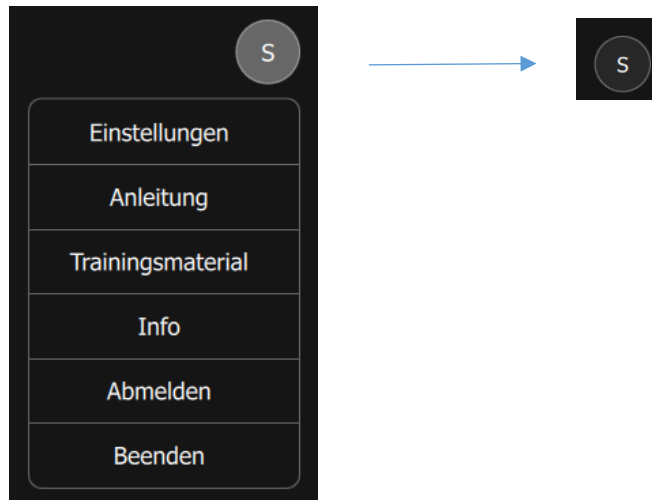 S
S
Einstellungen
Anleitung
Trainingsmaterial
Info
Abmelden
Beenden